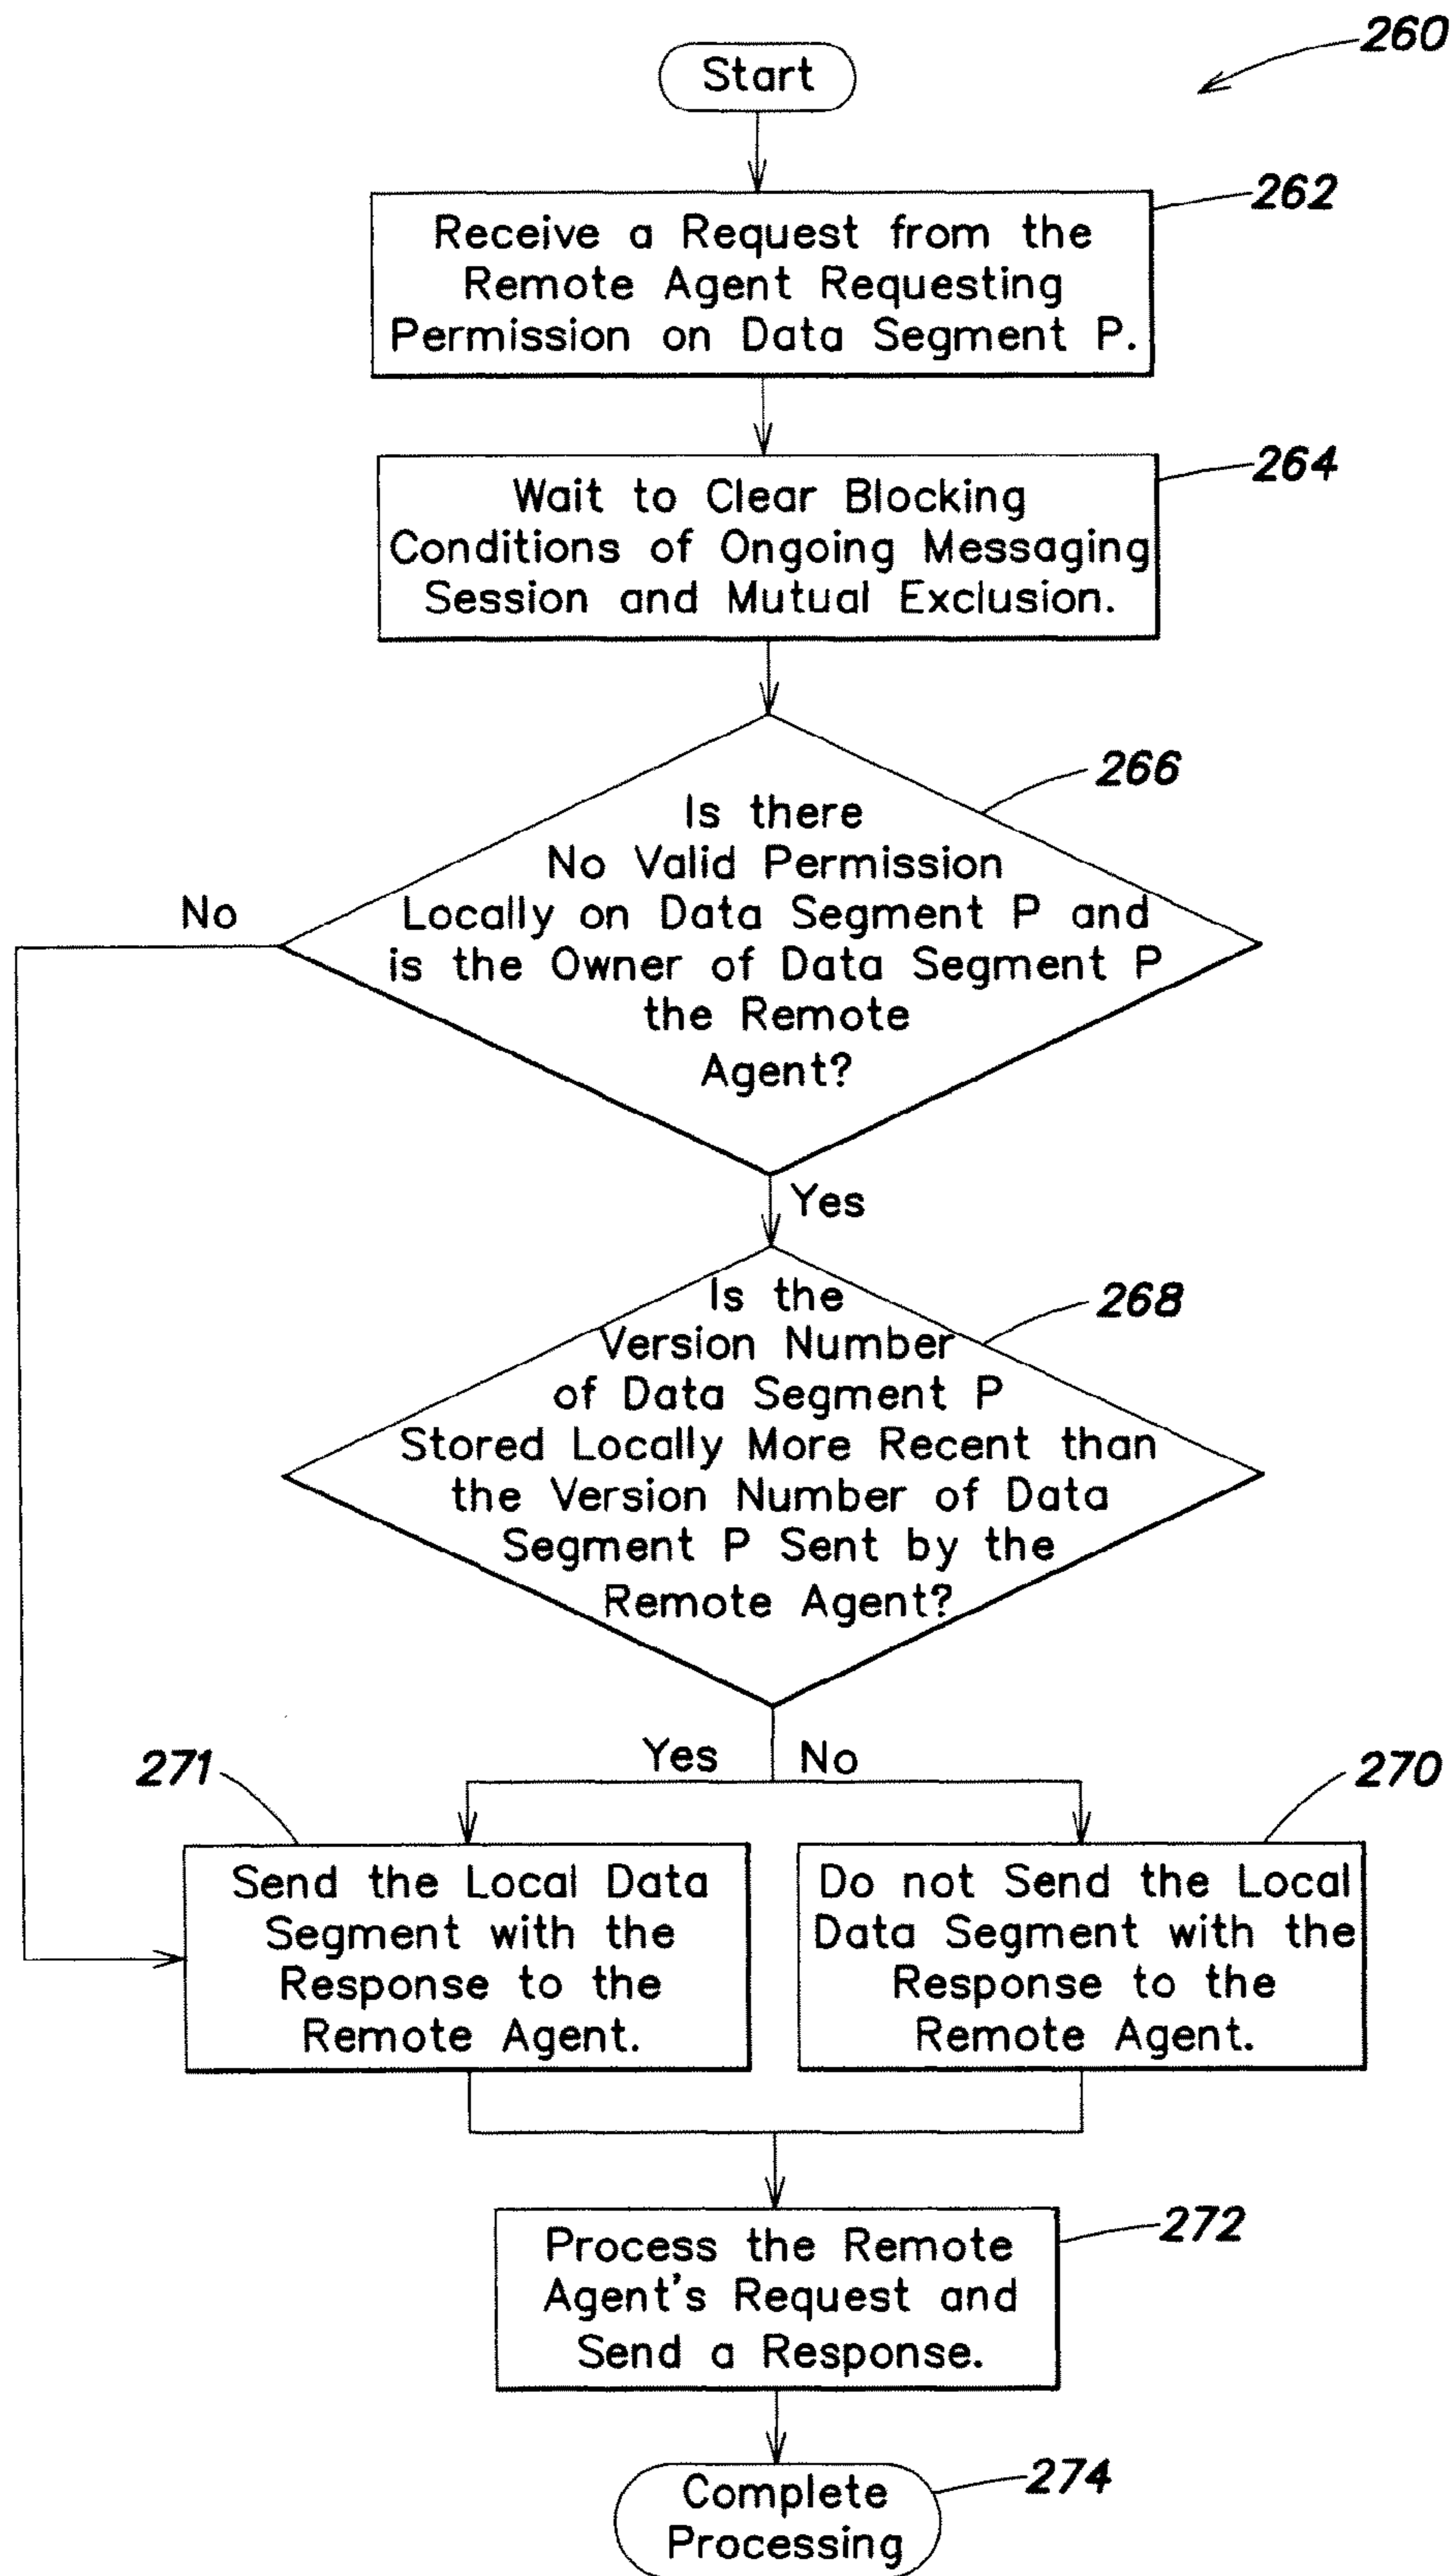 260
Start
262
Receive a Request from the
Remote Agent Requesting
Permission on Data Segment P.
264
Wait to Clear Blocking
Conditions of Ongoing Messaging
Session and Mutual Exclusion.
266
Is there
No Valid Permission
Locally on Data Segment P and
is the Owner of Data Segment P
the Remote
Agent?
No
Yes
268
Is the
Version Number
of Data Segment P
Stored Locally More Recent than
the Version Number of Data
Segment P Sent by the
Remote Agent?
Yes
No
271
Send the Local Data
Segment with the
Response to the
Remote Agent.
270
Do not Send the Local
Data Segment with the
Response to the
Remote Agent.
272
Process the Remote
Agent's Request and
Send a Response.
274
Complete
Processing